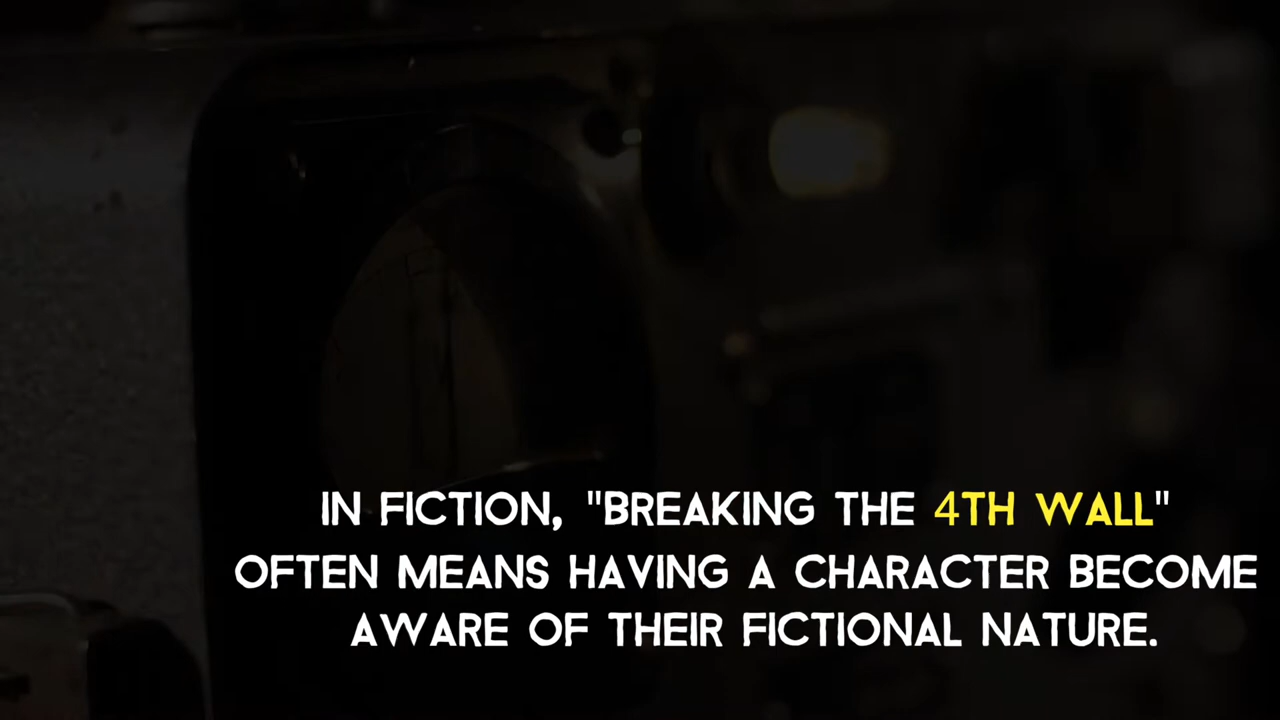 IN FICTION, "BREAKING THE 4TH WALL"
OFTEN MEANS HAVING A CHARACTER BECOME
AWARE OF THEIR FICTIONAL NATURE.